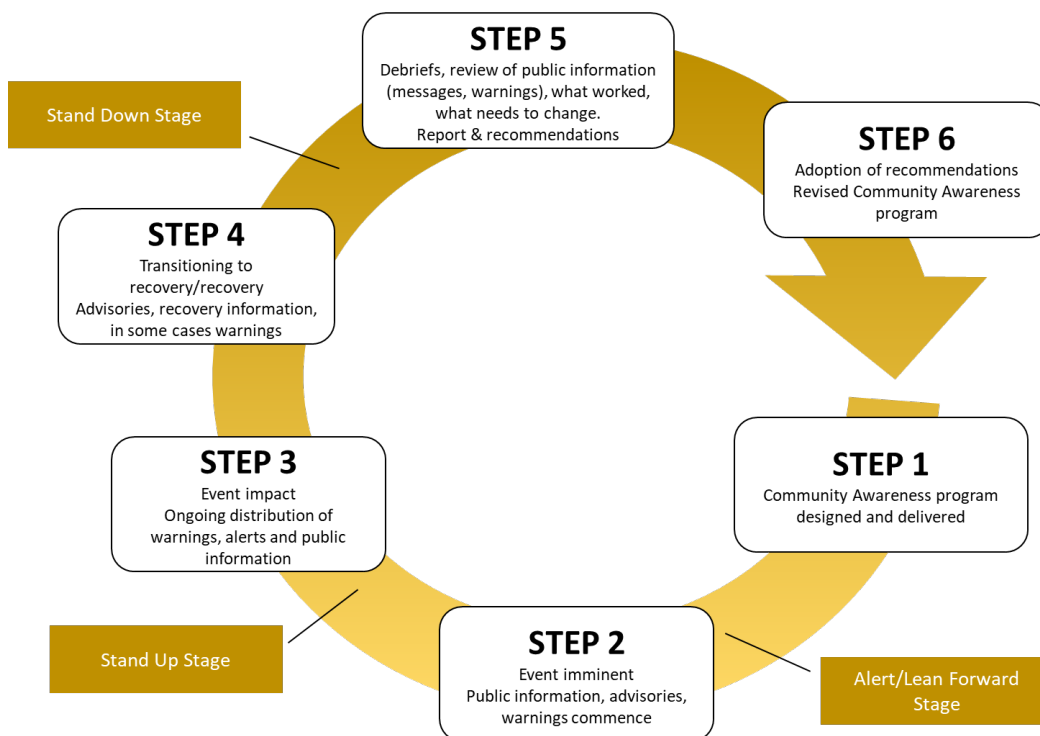 STEP 5
Debriefs, review of public information
(messages, warnings), what worked,
what needs to change.
Report & recommendations
Stand Down Stage
STEP 6
Adoption of recommendations
Revised Community Awareness
program
STEP 4
Transitioning to
recovery/recovery
Advisories, recovery information,
in some cases warnings
STEP 3
Event impact
Ongoing distribution of
warnings, alerts and public
information
STEP 1
Community Awareness program
designed and delivered
Stand Up Stage
STEP 2
Event imminent
Public information, advisories,
warnings commence
Alert/Lean Forward
Stage